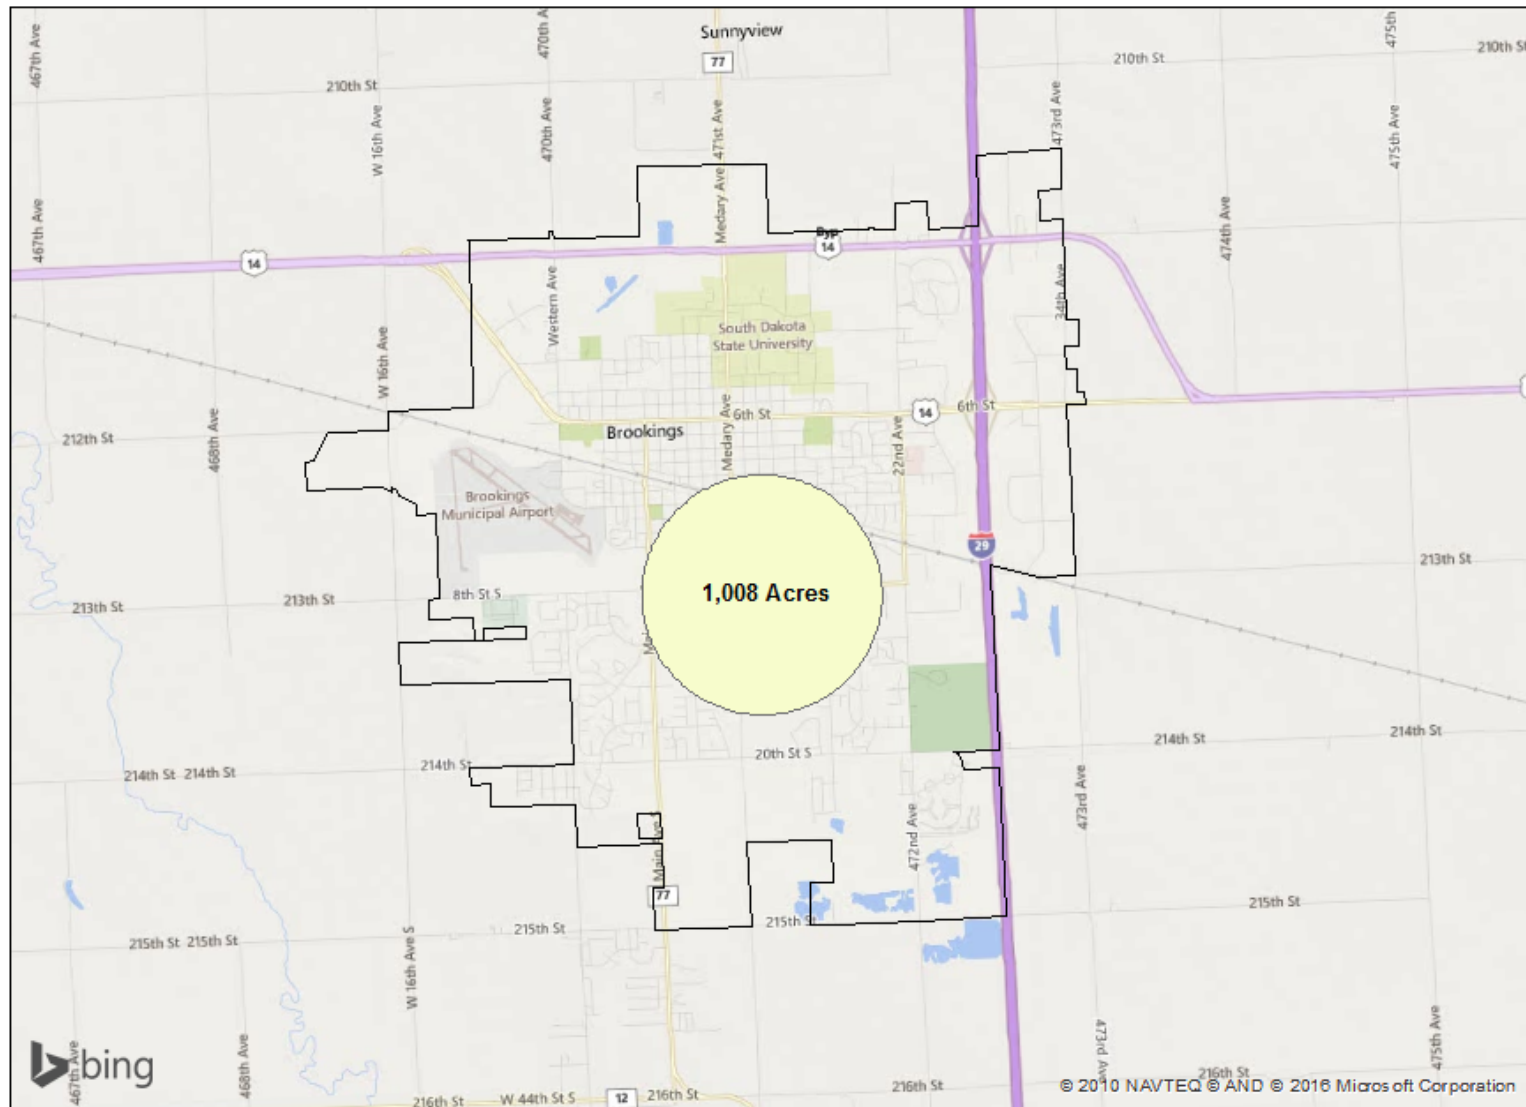 467th Ave
470th A
Sunnyview
77
475th
210th St
210th St
210th St
W 16th Ave
470th Ave
Medary Ave 471st Ave
473rd Ave
475th Ave
467th Ave
14
Byp
14
474th Ave
Western Ave
34th Ave
South Dakota
State University
W 16th Ave
6th St
14
6th St
212th St
468th Ave
Brookings
Medary Ave
22nd Ave
Brookings
Municipal Airport
29
213th St
213th St
213th St
8th St S
1,008 Acres
Ma
20th St S
214th St
214th St
214th St 214th St
214th St
473rd Ave
Main Ave S
472nd Ave
77
215th St
215th St
215th St 215th St
215th St
W 16th Ave S
467th Ave
468th Ave
473rd Ave
475th Ave
bing
216th St
W 44th St S
12
216th St
216th St
216th St
© 2010 NAVTEQ © AND © 2016 Microsoft Corporation